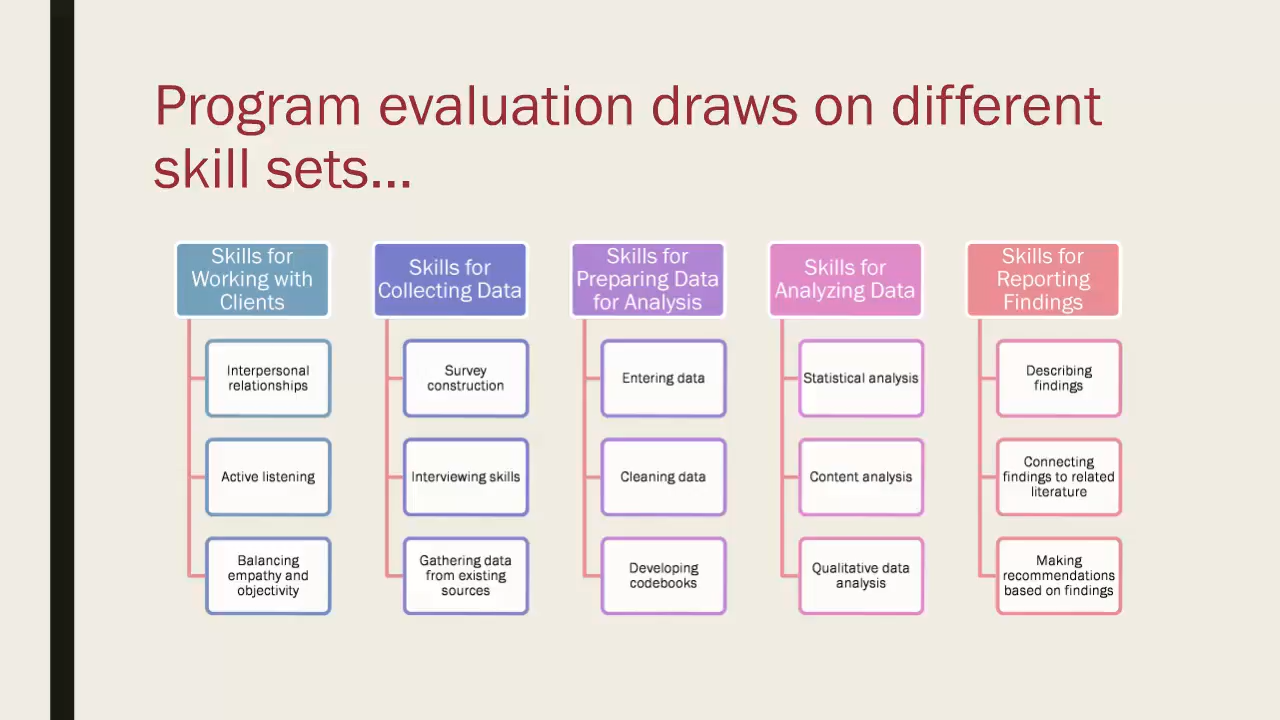 Program evaluation draws on different
skill sets...
Skills for
Working with
Clients
Interpersonal
relationships
Active listening
Balancing
empathy and
objectivity
Skills for
Collecting Data
Survey
construction
Interviewing skills
Gathering data
from existing
sources
Skills for
Preparing Data
for Analysis
Entering data
Cleaning data
Developing
codebooks
Skills for
Analyzing Data
Statistical analysis
Content analysis
Qualitative data
analysis
Skills for
Reporting
Findings
Describing
findings
Connecting
findings to related
literature
Making
recommendations
based on findings